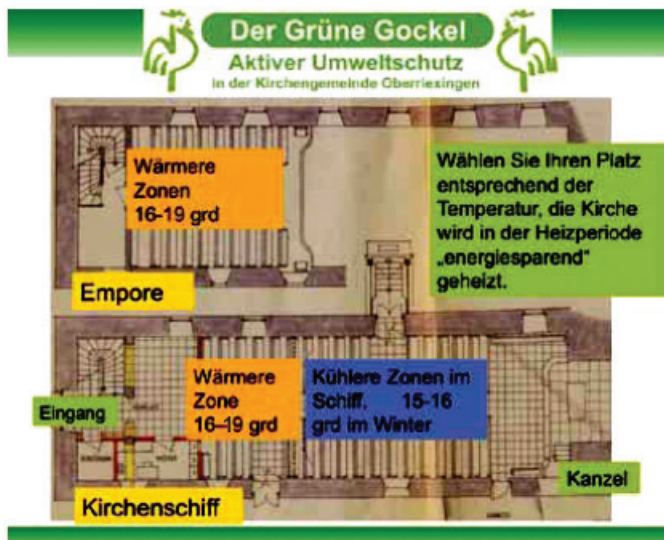 Der Grüne Gockel
Aktiver Umweltschutz
in der Kirchengemeinde Oberriexingen
Wärmere
Zonen
16-19 grd
Wählen Sie Ihren Platz
entsprechend der
Temperatur, die Kirche
wird in der Heizperiode
„energiesparend“
geheizt.
Empore
Wärmere
Zone
16–19 grd
Kühlere Zonen im
Schiff, 15-16
grd im Winter
Eingang
Kanzel
Kirchenschiff